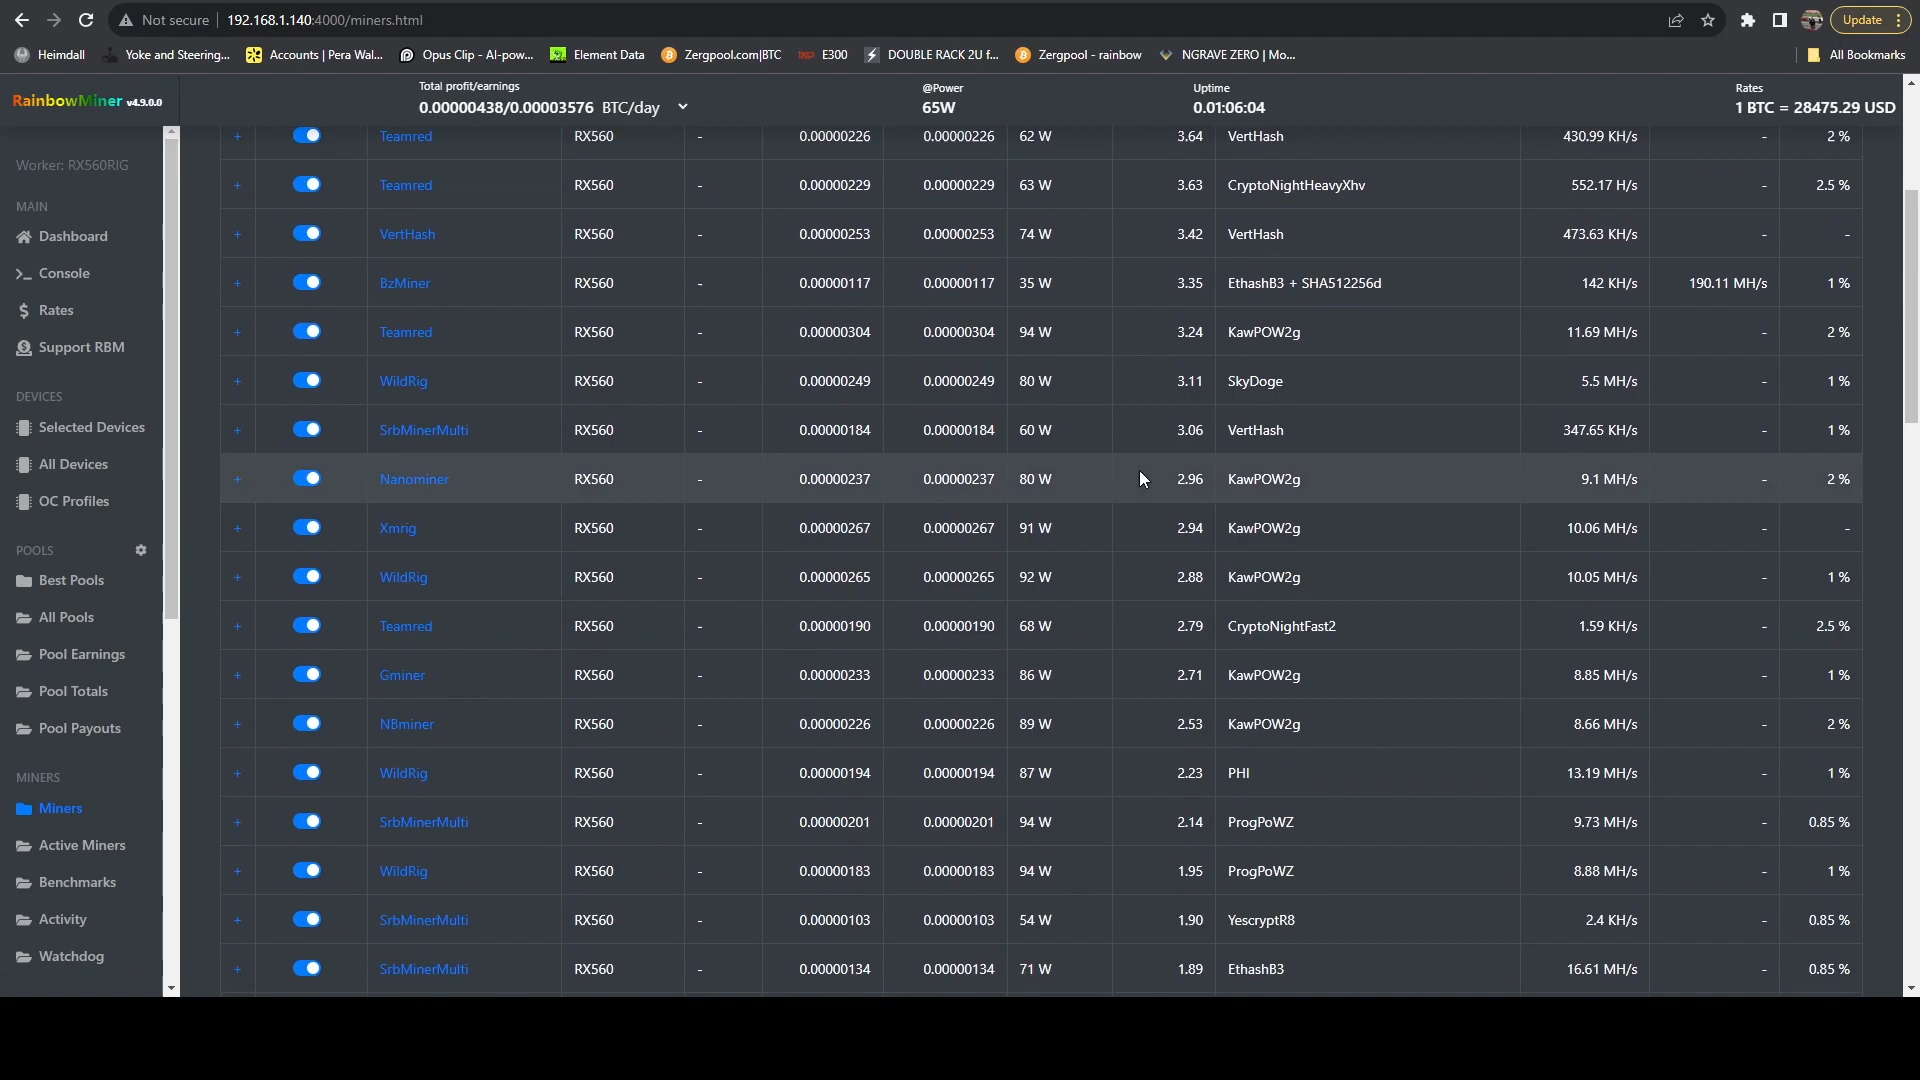 Not secure 192.168.1.140:4000/miners.html Update
Heimdall Yoke and Steering... Accounts | Pera Wal... Opus Clip - AI-pow... Element Data Zergpool.com|BTC E300 DOUBLE RACK 2U f... Zergpool - rainbow NGRAVE ZERO | Mo... All Bookmarks
Total profit/earnings @Power Uptime Rates
RainbowMiner v4.9.0.0 0.00000438/0.00003576 BTC/day 65W 0.01:06:04 1 BTC = 28475.29 USD
Worker: RX560RIG
MAIN
Dashboard
Console
Rates
Support RBM
DEVICES
Selected Devices
All Devices
OC Profiles
POOLS
Best Pools
All Pools
Pool Earnings
Pool Totals
Pool Payouts
MINERS
Miners
Active Miners
Benchmarks
Activity
Watchdog
+ Teamred RX560 - 0.00000226 0.00000226 62 W 3.64 VertHash 430.99 KH/s - 2 %
+ Teamred RX560 - 0.00000229 0.00000229 63 W 3.63 CryptoNightHeavyXhv 552.17 H/s - 2.5 %
+ VertHash RX560 - 0.00000253 0.00000253 74 W 3.42 VertHash 473.63 KH/s - -
+ BzMiner RX560 - 0.00000117 0.00000117 35 W 3.35 EthashB3 + SHA512256d 142 KH/s 190.11 MH/s 1 %
+ Teamred RX560 - 0.00000304 0.00000304 94 W 3.24 KawPOW2g 11.69 MH/s - 2 %
+ WildRig RX560 - 0.00000249 0.00000249 80 W 3.11 SkyDoge 5.5 MH/s - 1 %
+ SrbMinerMulti RX560 - 0.00000184 0.00000184 60 W 3.06 VertHash 347.65 KH/s - 1 %
+ Nanominer RX560 - 0.00000237 0.00000237 80 W 2.96 KawPOW2g 9.1 MH/s - 2 %
+ Xmrig RX560 - 0.00000267 0.00000267 91 W 2.94 KawPOW2g 10.06 MH/s - -
+ WildRig RX560 - 0.00000265 0.00000265 92 W 2.88 KawPOW2g 10.05 MH/s - 1 %
+ Teamred RX560 - 0.00000190 0.00000190 68 W 2.79 CryptoNightFast2 1.59 KH/s - 2.5 %
+ Gminer RX560 - 0.00000233 0.00000233 86 W 2.71 KawPOW2g 8.85 MH/s - 1 %
+ NBminer RX560 - 0.00000226 0.00000226 89 W 2.53 KawPOW2g 8.66 MH/s - 2 %
+ WildRig RX560 - 0.00000194 0.00000194 87 W 2.23 PHI 13.19 MH/s - 1 %
+ SrbMinerMulti RX560 - 0.00000201 0.00000201 94 W 2.14 ProgPoWZ 9.73 MH/s - 0.85 %
+ WildRig RX560 - 0.00000183 0.00000183 94 W 1.95 ProgPoWZ 8.88 MH/s - 1 %
+ SrbMinerMulti RX560 - 0.00000103 0.00000103 54 W 1.90 YescryptR8 2.4 KH/s - 0.85 %
+ SrbMinerMulti RX560 - 0.00000134 0.00000134 71 W 1.89 EthashB3 16.61 MH/s - 0.85 %